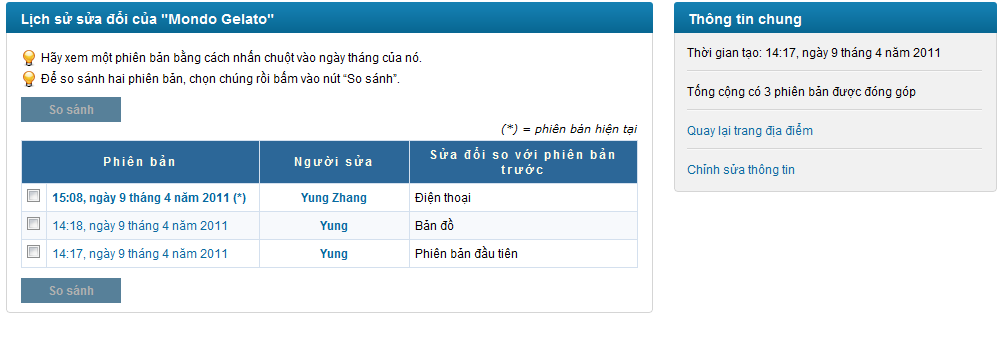 Lịch sử sửa đổi của "Mondo Gelato"
Hãy xem một phiên bản bằng cách nhấn chuột vào ngày tháng của nó.
Để so sánh hai phiên bản, chọn chúng rồi bấm vào nút “So sánh”.
So sánh
(*) = phiên bản hiện tại
Phiên bản Người sửa Sửa đổi so với phiên bản trước
15:08, ngày 9 tháng 4 năm 2011 (*) Yung Zhang Điện thoại
14:18, ngày 9 tháng 4 năm 2011 Yung Bản đồ
14:17, ngày 9 tháng 4 năm 2011 Yung Phiên bản đầu tiên
So sánh
Thông tin chung
Thời gian tạo: 14:17, ngày 9 tháng 4 năm 2011
Tổng cộng có 3 phiên bản được đóng góp
Quay lại trang địa điểm
Chỉnh sửa thông tin